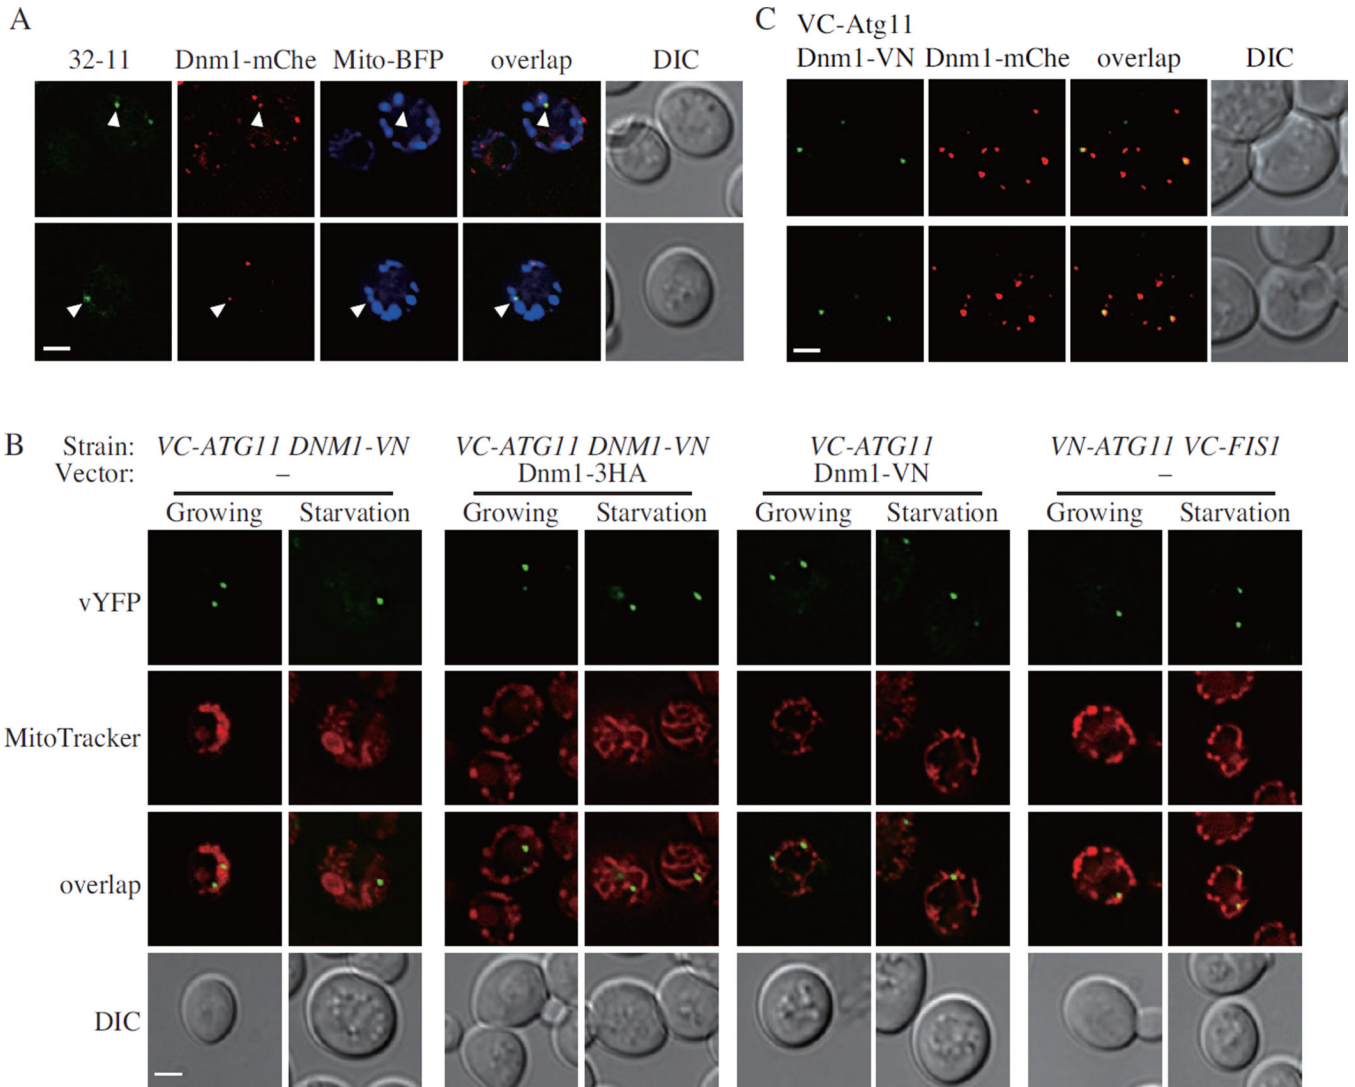 A
32-11 Dnm1-mChe Mito-BFP overlap DIC
C
VC-Atg11
Dnm1-VN Dnm1-mChe overlap DIC
B
Strain: VC-ATG11 DNM1-VN VC-ATG11 DNM1-VN VC-ATG11 VN-ATG11 VC-FIS1
Vector: – Dnm1-3HA Dnm1-VN –
Growing Starvation Growing Starvation Growing Starvation Growing Starvation
vYFP
MitoTracker
overlap
DIC